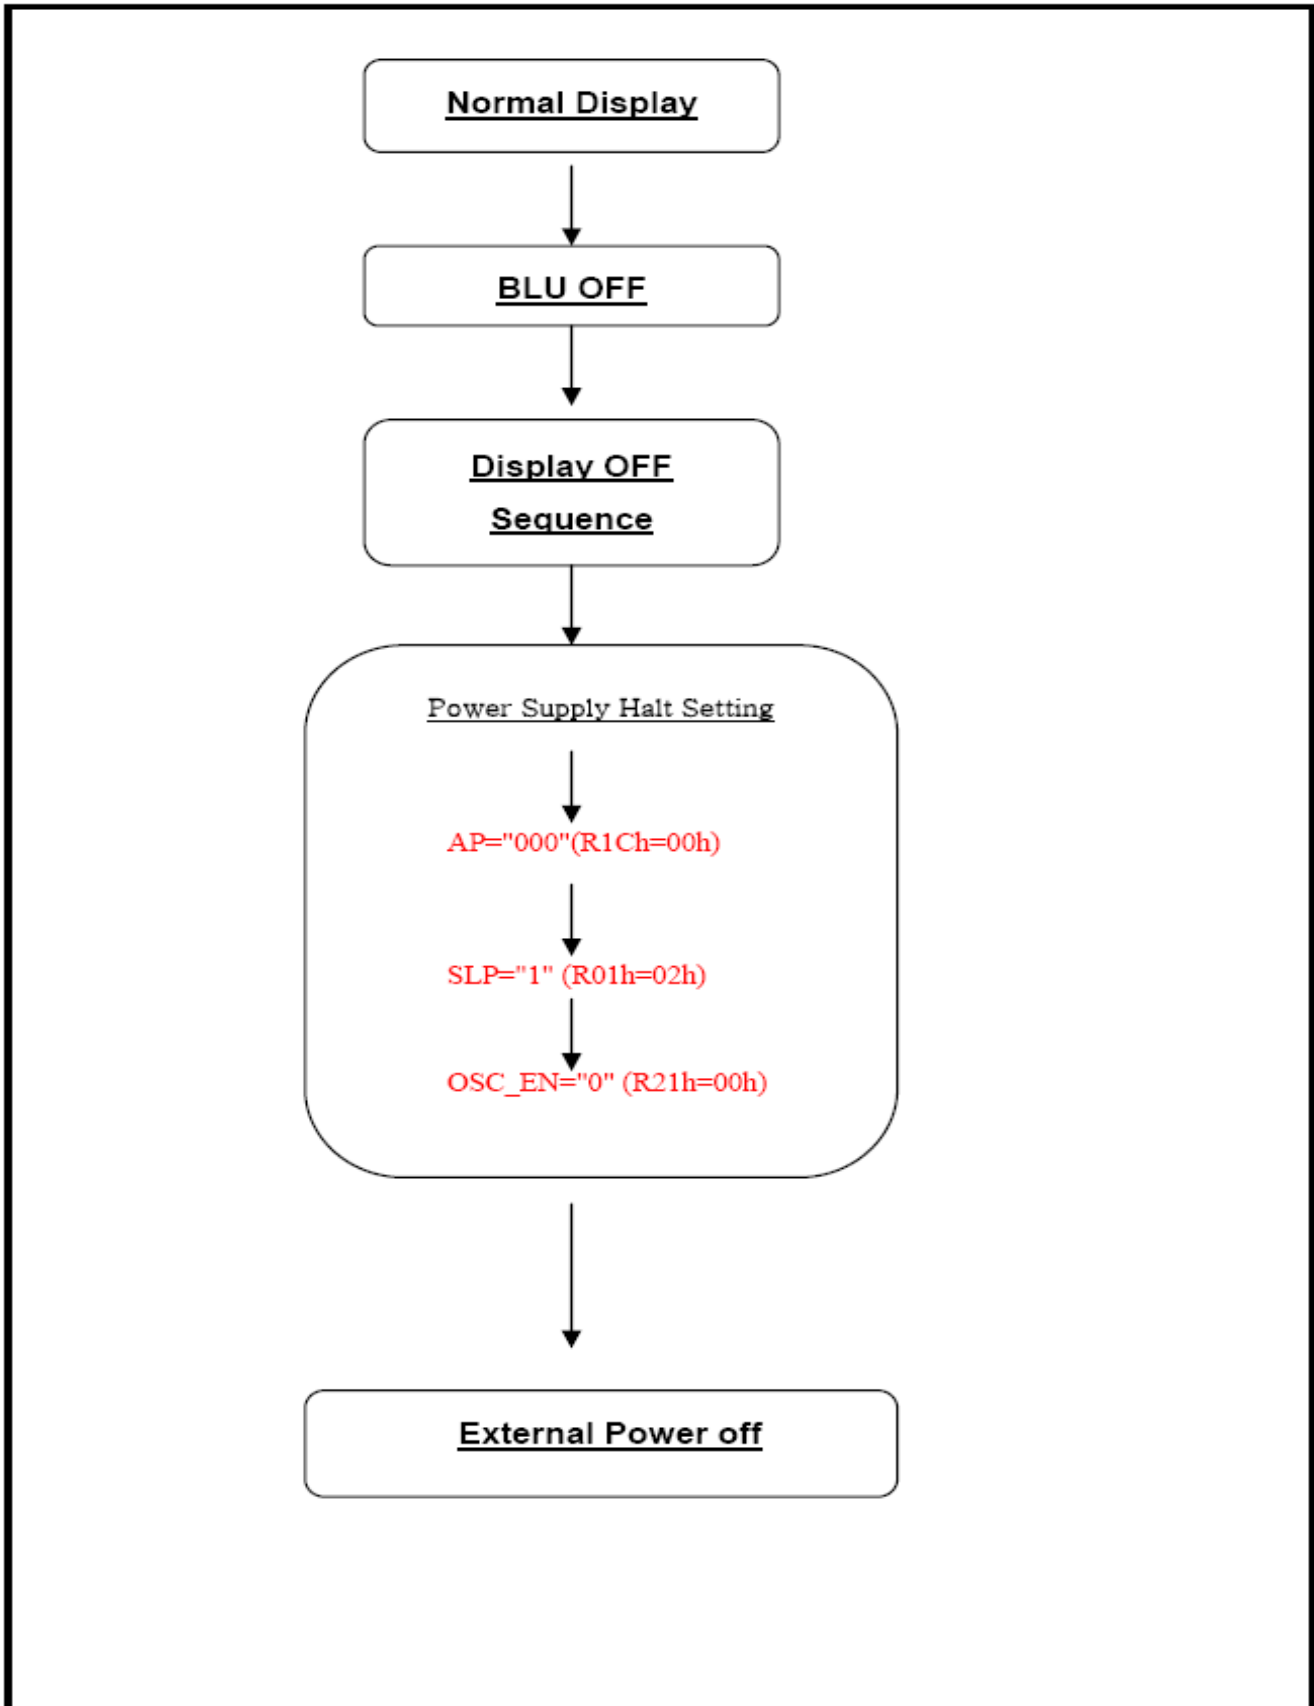 Normal Display
BLU OFF
Display OFF
Sequence
Power Supply Halt Setting
AP="000"(R1Ch=00h)
SLP="1" (R01h=02h)
OSC_EN="0" (R21h=00h)
External Power off